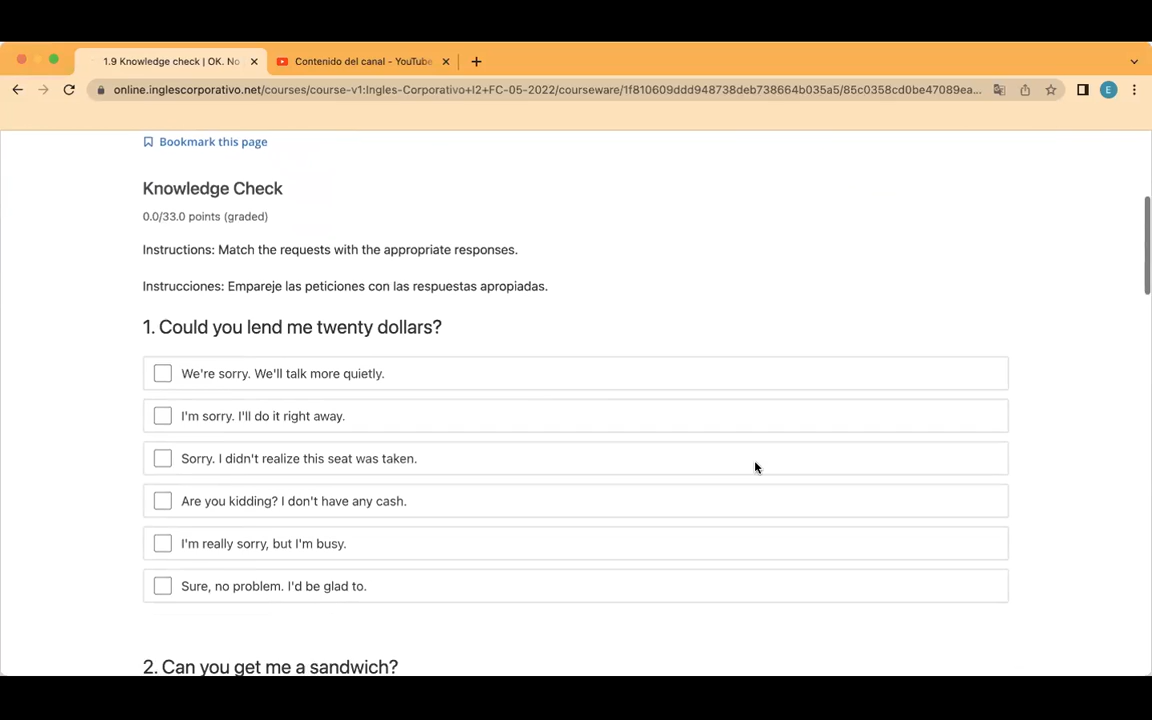 1.9 Knowledge check | OK. No
Contenido del canal - YouTube
online.inglescorporativo.net/courses/course-v1:Ingles-Corporativo+I2+FC-05-2022/courseware/1f810609ddd948738deb738664b035a5/85c0358cd0be47089ea...
E
Bookmark this page
Knowledge Check
0.0/33.0 points (graded)
Instructions: Match the requests with the appropriate responses.
Instrucciones: Empareje las peticiones con las respuestas apropiadas.
1. Could you lend me twenty dollars?
We're sorry. We'll talk more quietly.
I'm sorry. I'll do it right away.
Sorry. I didn't realize this seat was taken.
Are you kidding? I don't have any cash.
I'm really sorry, but I'm busy.
Sure, no problem. I'd be glad to.
2. Can you get me a sandwich?